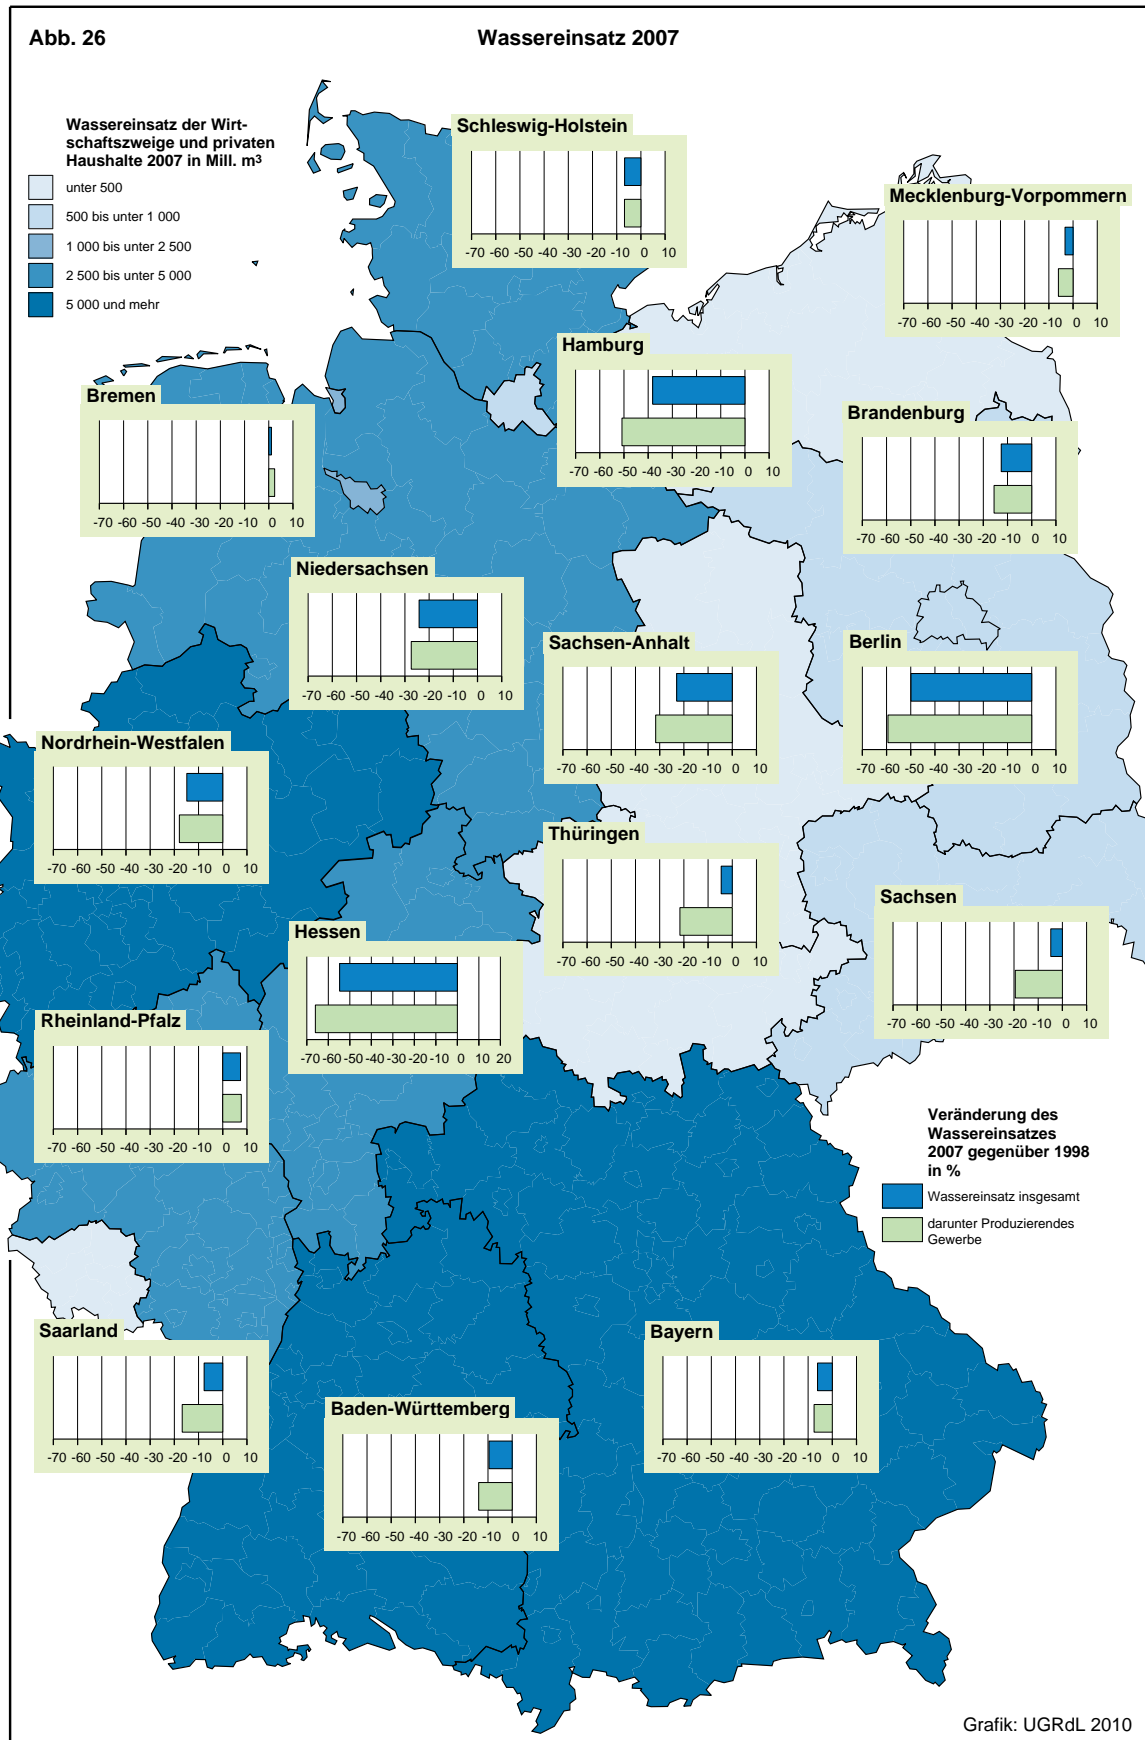 Abb. 26
Wassereinsatz 2007
Wassereinsatz der Wirt-
schaftszweige und privaten
Haushalte 2007 in Mill. m³
unter 500
500 bis unter 1 000
1 000 bis unter 2 500
2 500 bis unter 5 000
5 000 und mehr
Schleswig-Holstein
-70 -60 -50 -40 -30 -20 -10 0 10
Mecklenburg-Vorpommern
-70 -60 -50 -40 -30 -20 -10 0 10
Hamburg
-70 -60 -50 -40 -30 -20 -10 0 10
Bremen
-70 -60 -50 -40 -30 -20 -10 0 10
Brandenburg
-70 -60 -50 -40 -30 -20 -10 0 10
Niedersachsen
-70 -60 -50 -40 -30 -20 -10 0 10
Sachsen-Anhalt
-70 -60 -50 -40 -30 -20 -10 0 10
Berlin
-70 -60 -50 -40 -30 -20 -10 0 10
Nordrhein-Westfalen
-70 -60 -50 -40 -30 -20 -10 0 10
Thüringen
-70 -60 -50 -40 -30 -20 -10 0 10
Sachsen
-70 -60 -50 -40 -30 -20 -10 0 10
Hessen
-70 -60 -50 -40 -30 -20 -10 0 10 20
Rheinland-Pfalz
-70 -60 -50 -40 -30 -20 -10 0 10
Veränderung des
Wassereinsatzes
2007 gegenüber 1998
in %
Wassereinsatz insgesamt
darunter Produzierendes
Gewerbe
Saarland
-70 -60 -50 -40 -30 -20 -10 0 10
Bayern
-70 -60 -50 -40 -30 -20 -10 0 10
Baden-Württemberg
-70 -60 -50 -40 -30 -20 -10 0 10
Grafik: UGRdL 2010